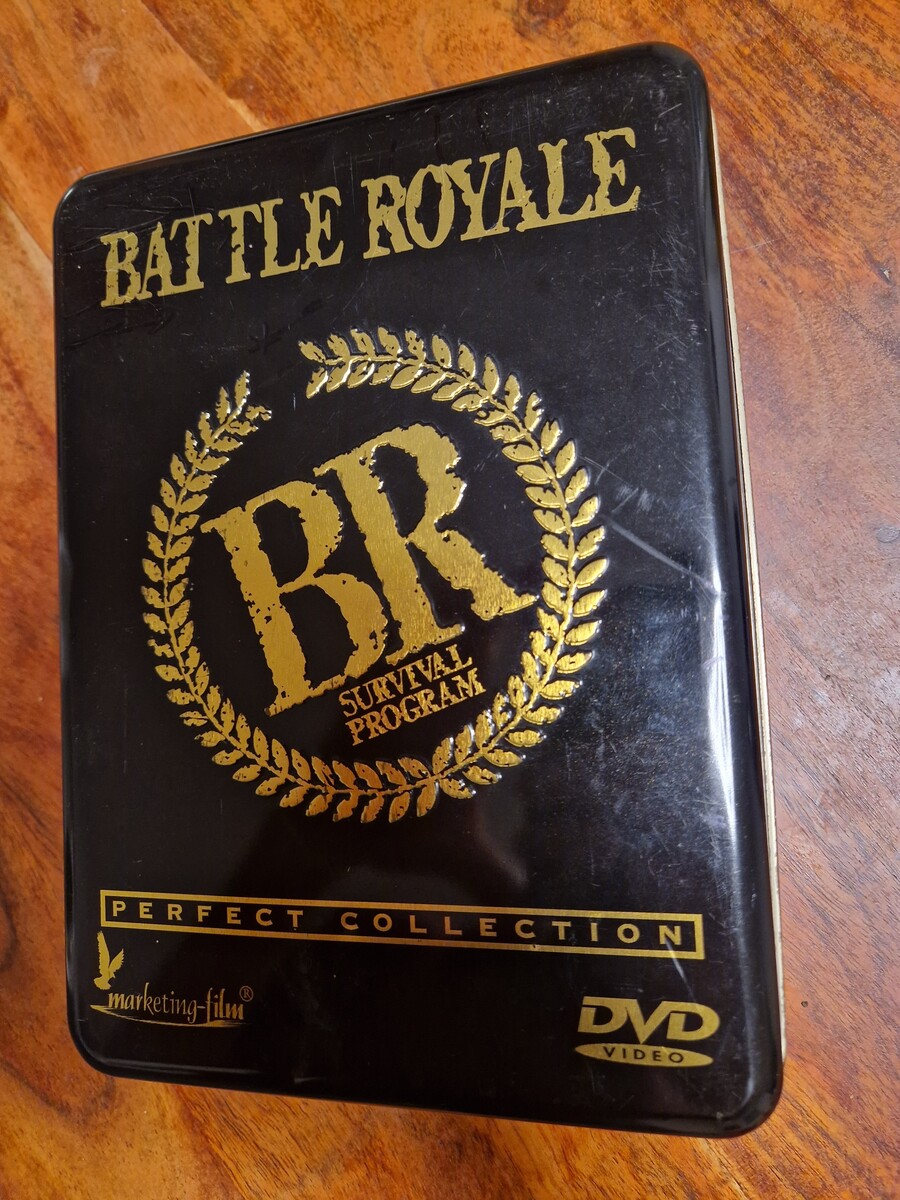 BATTLE ROYALE
BR
SURVIVAL
PROGRAM
PERFECT COLLECTION
marketing-film®
DVD
VIDEO